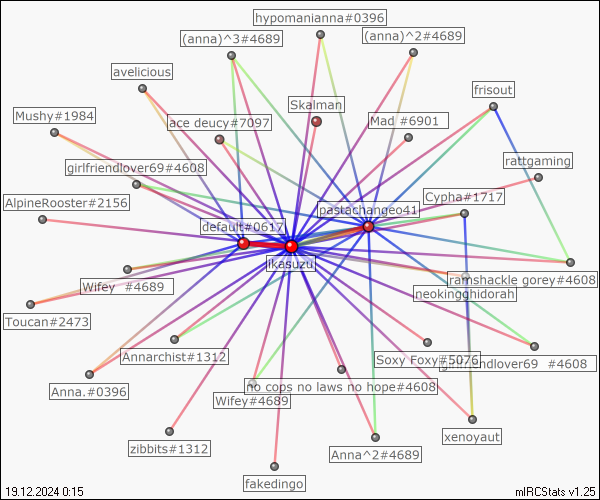 hypomanianna#0396
(anna)^3#4689
(anna)^2#4689
avelicious
frisout
Skalman
Mushy#1984
ace deucy#7097
Mad #6901
rattgaming
girlfriendlover69#4608
AlpineRooster#2156
Cypha#1717
pastachangeo41
default#0617
jikasuzu
Wifey #4689
ramshackle gorey#4608
neokingghidorah
Toucan#2473
Annarchist#1312
Soxy Foxy#5076
#4608
Anna.#0396
no cops no laws no hope#4608
Wifey#4689
zibbits#1312
xenoyaut
Anna^2#4689
fakedingo
19.12.2024 0:15
mIRCStats v1.25